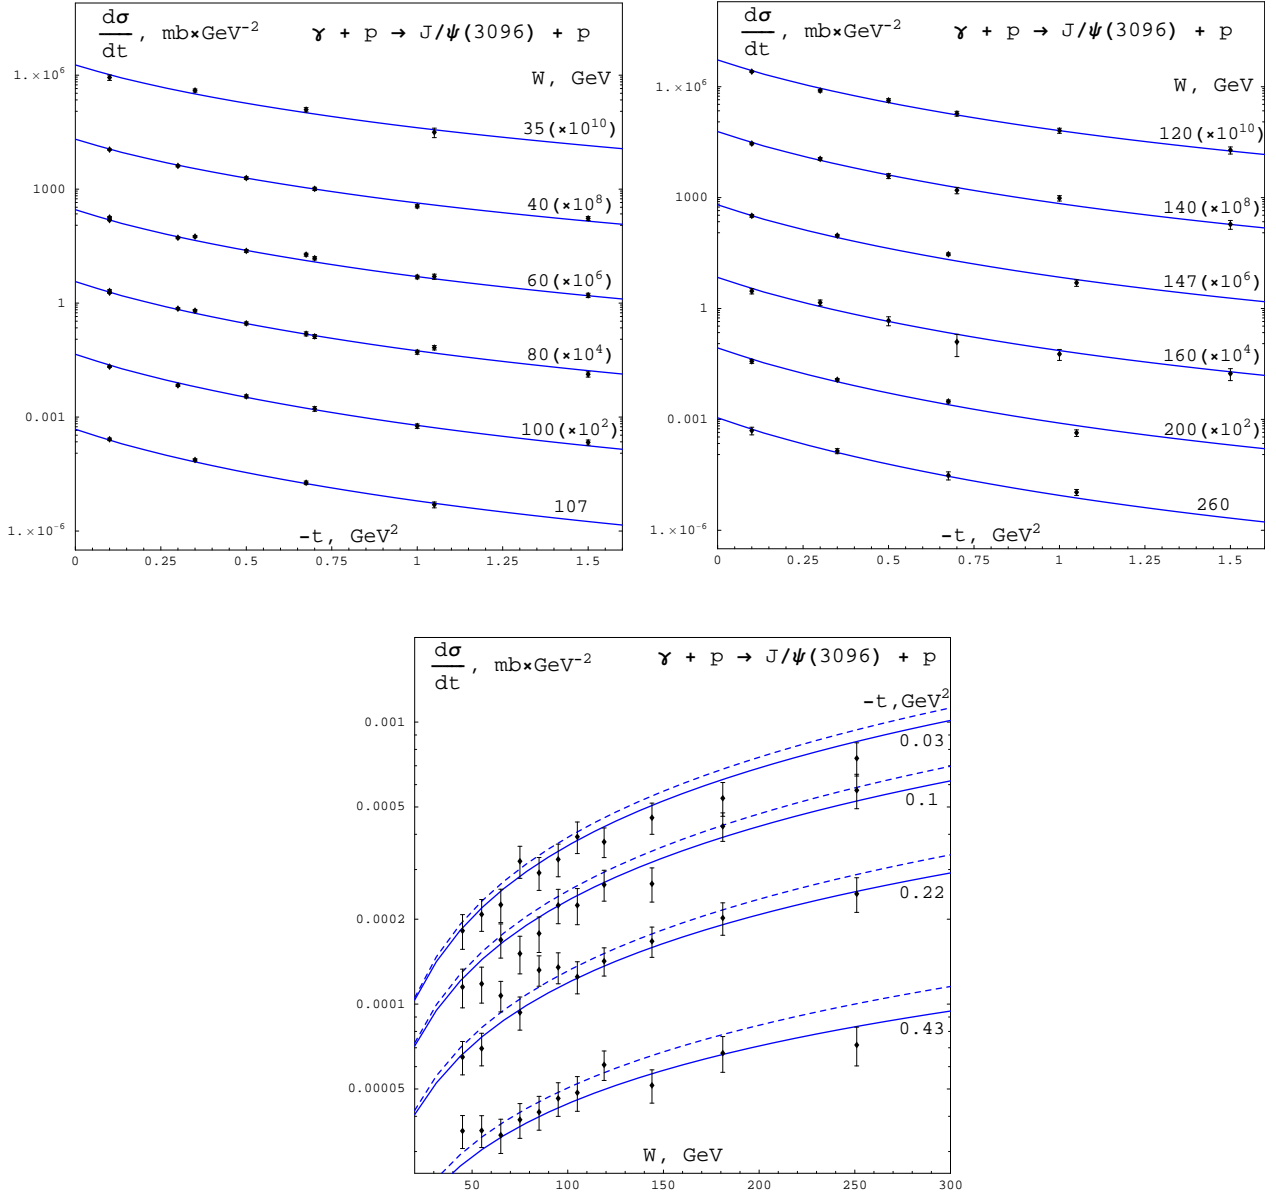 dσ/dt, mb×GeV⁻² γ + p → J/ψ(3096) + p
W, GeV
1.×10⁶
35(×10¹⁰)
1000
40(×10⁸)
60(×10⁶)
1
80(×10⁴)
0.001
100(×10²)
107
1.×10⁻⁶
-t, GeV²
0 0.25 0.5 0.75 1 1.25 1.5
dσ/dt, mb×GeV⁻² γ + p → J/ψ(3096) + p
W, GeV
1.×10⁶
120(×10¹⁰)
1000
140(×10⁸)
147(×10⁶)
1
160(×10⁴)
0.001
200(×10²)
260
1.×10⁻⁶
-t, GeV²
0 0.25 0.5 0.75 1 1.25 1.5
dσ/dt, mb×GeV⁻² γ + p → J/ψ(3096) + p
-t,GeV²
0.001
0.03
0.0005
0.1
0.0002
0.22
0.0001
0.43
0.00005
W, GeV
50 100 150 200 250 300